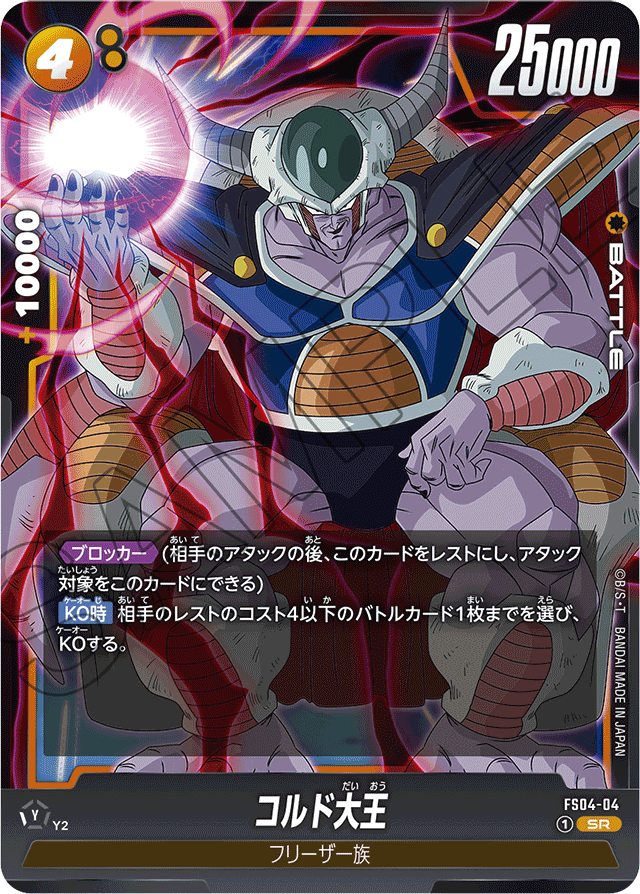 4 8
25000
+10000
BATTLE
SAMPLE
ブロッカー (相手のアタックの後、このカードをレストにし、アタック
対象をこのカードにできる)
KO時 相手のレストのコスト4以下のバトルカード1枚までを選び、
KOする。
©B/S・T BANDAI MADE IN JAPAN
Y Y2
コルド大王
FS04-04
1 SR
フリーザー族